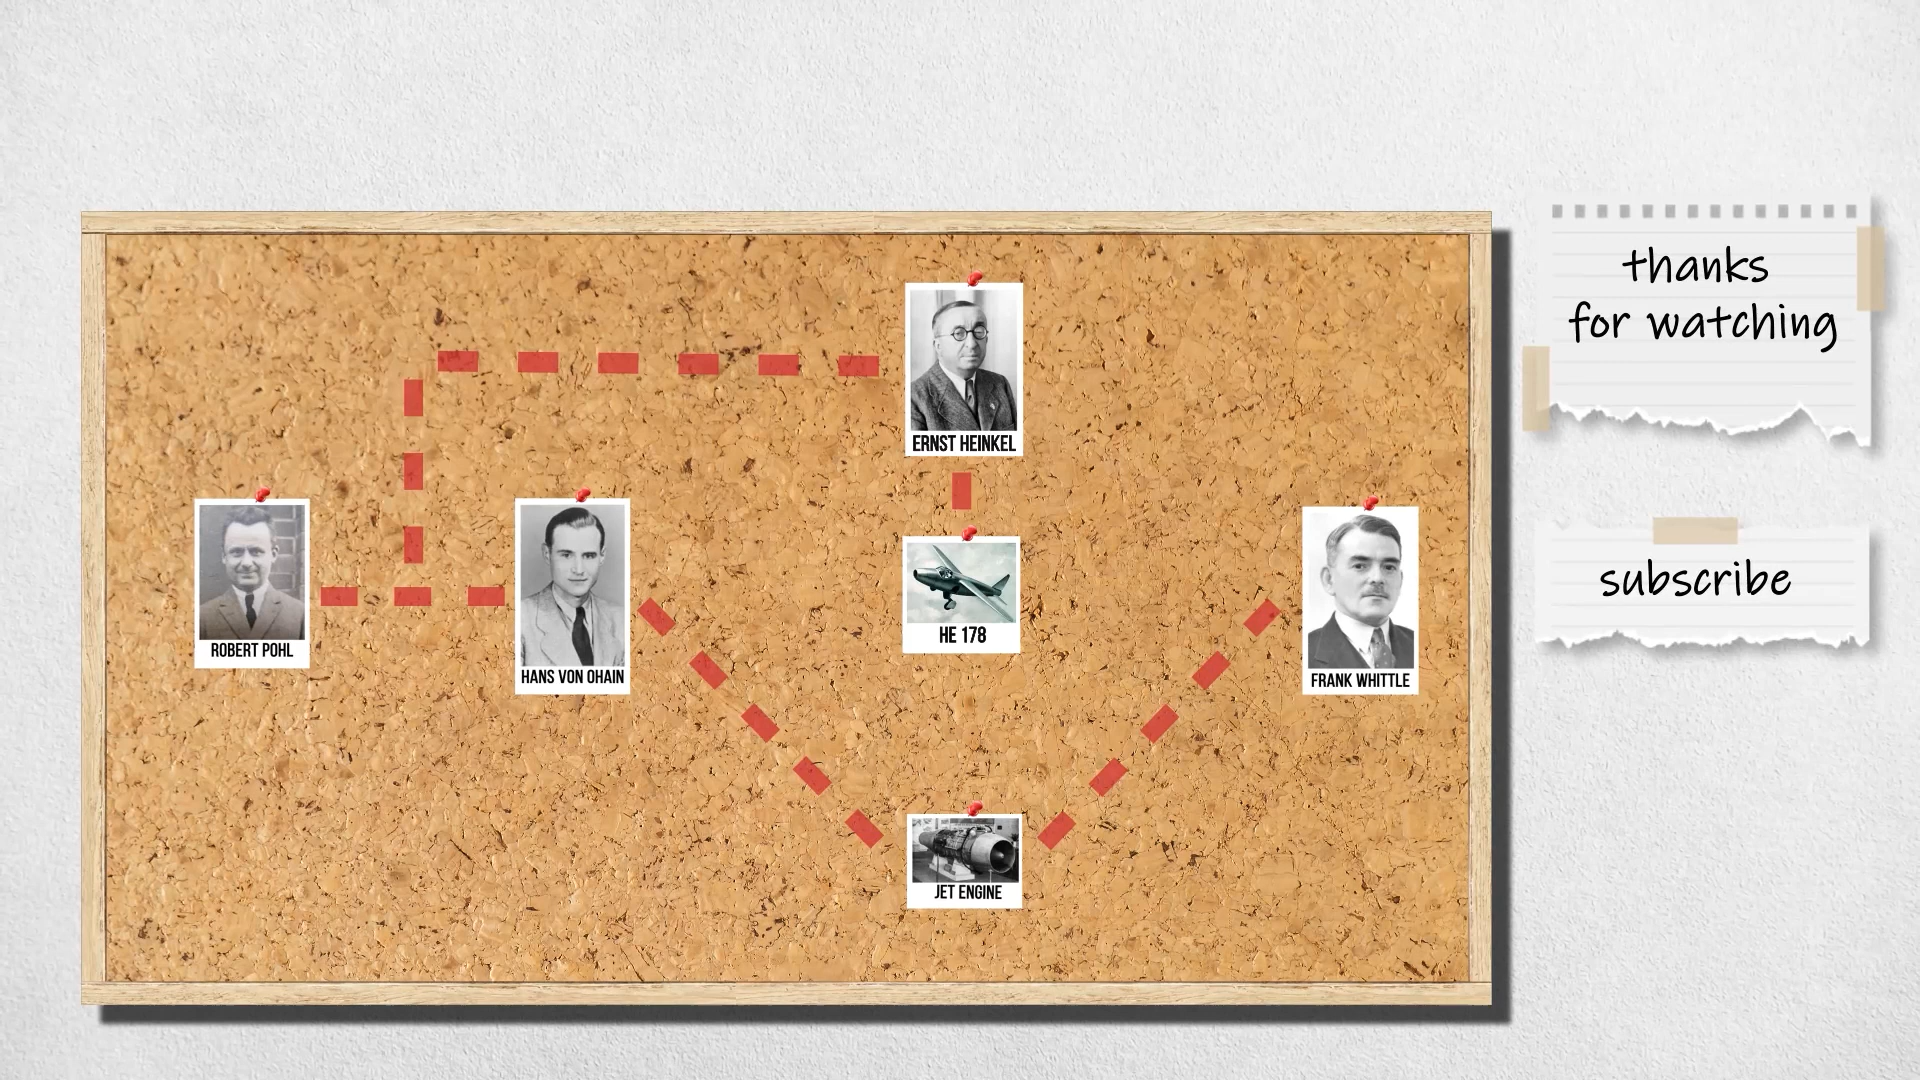 thanks
for watching
ERNST HEINKEL
ROBERT POHL
HANS VON OHAIN
HE 178
FRANK WHITTLE
subscribe
JET ENGINE